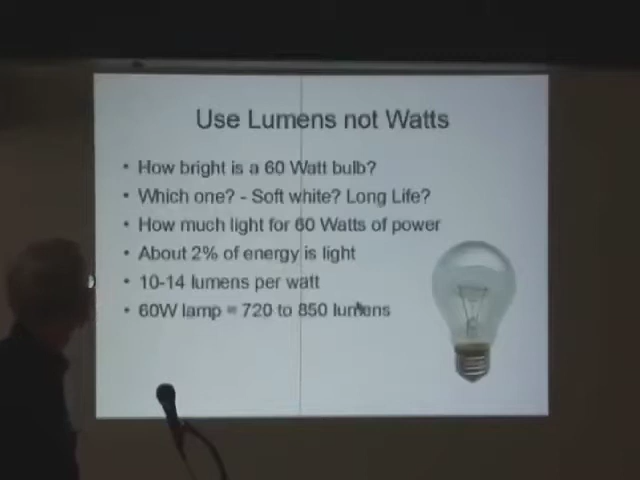 Use Lumens not Watts
• How bright is a 60 Watt bulb?
• Which one? - Soft white? Long Life?
• How much light for 60 Watts of power
• About 2% of energy is light
• 10-14 lumens per watt
• 60W lamp = 720 to 850 lumens